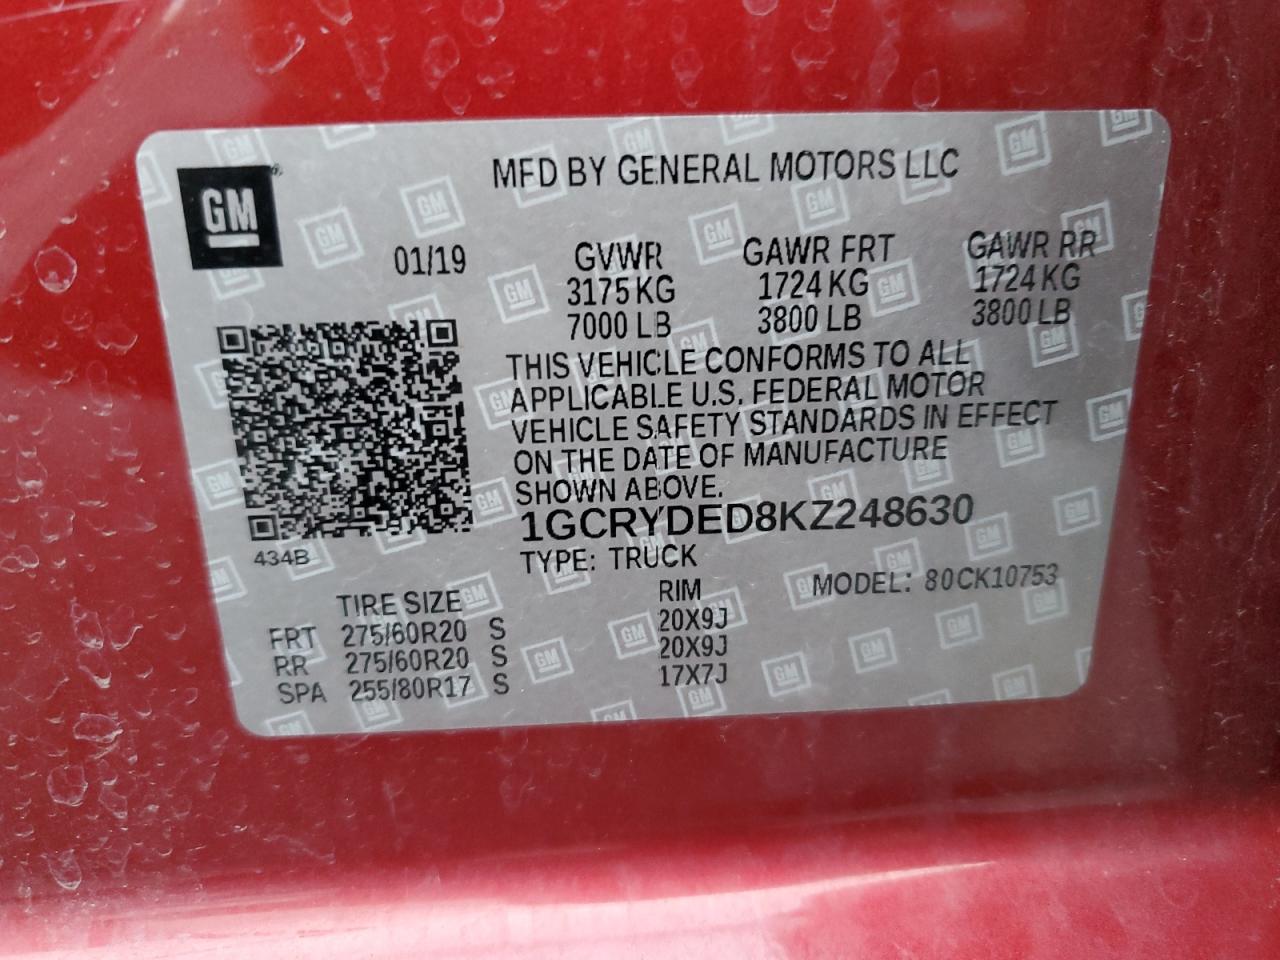 MFD BY GENERAL MOTORS LLC
GM
01/19 GVWR GAWR FRT GAWR RR
3175 KG 1724 KG 1724 KG
7000 LB 3800 LB 3800 LB
THIS VEHICLE CONFORMS TO ALL
APPLICABLE U.S. FEDERAL MOTOR
VEHICLE SAFETY STANDARDS IN EFFECT
ON THE DATE OF MANUFACTURE
SHOWN ABOVE.
1GCRYDED8KZ248630
434B
TYPE: TRUCK
MODEL: 80CK10753
TIRE SIZE RIM
FRT 275/60R20 S 20X9J
RR 275/60R20 S 20X9J
SPA 255/80R17 S 17X7J